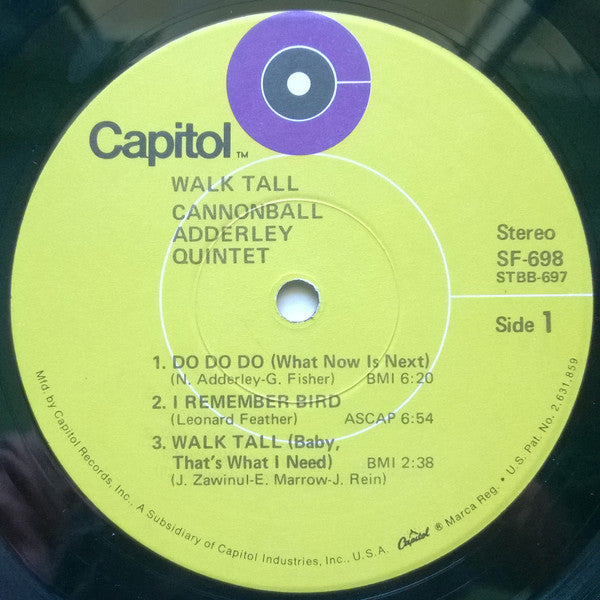 Capitol ™
WALK TALL
CANNONBALL
ADDERLEY
QUINTET
Stereo
SF-698
STBB-697
Side 1
1. DO DO DO (What Now Is Next)
(N. Adderley-G. Fisher) BMI 6:20
2. I REMEMBER BIRD
(Leonard Feather) ASCAP 6:54
3. WALK TALL (Baby,
That's What I Need) BMI 2:38
(J. Zawinul-E. Marrow-J. Rein)
Mfd. by Capitol Records, Inc., A Subsidiary of Capitol Industries, Inc., U.S.A. Capitol ® Marca Reg. • U.S. Pat. No. 2,631,859